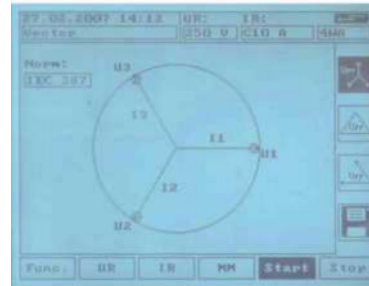 27.02.2007 14:12 UR: IR:
Vector 250 V C10 A 4WA
Norm:
IEC 387
U3
I3
I1
U1
I2
U2
Func. UR IR MM Start Stop